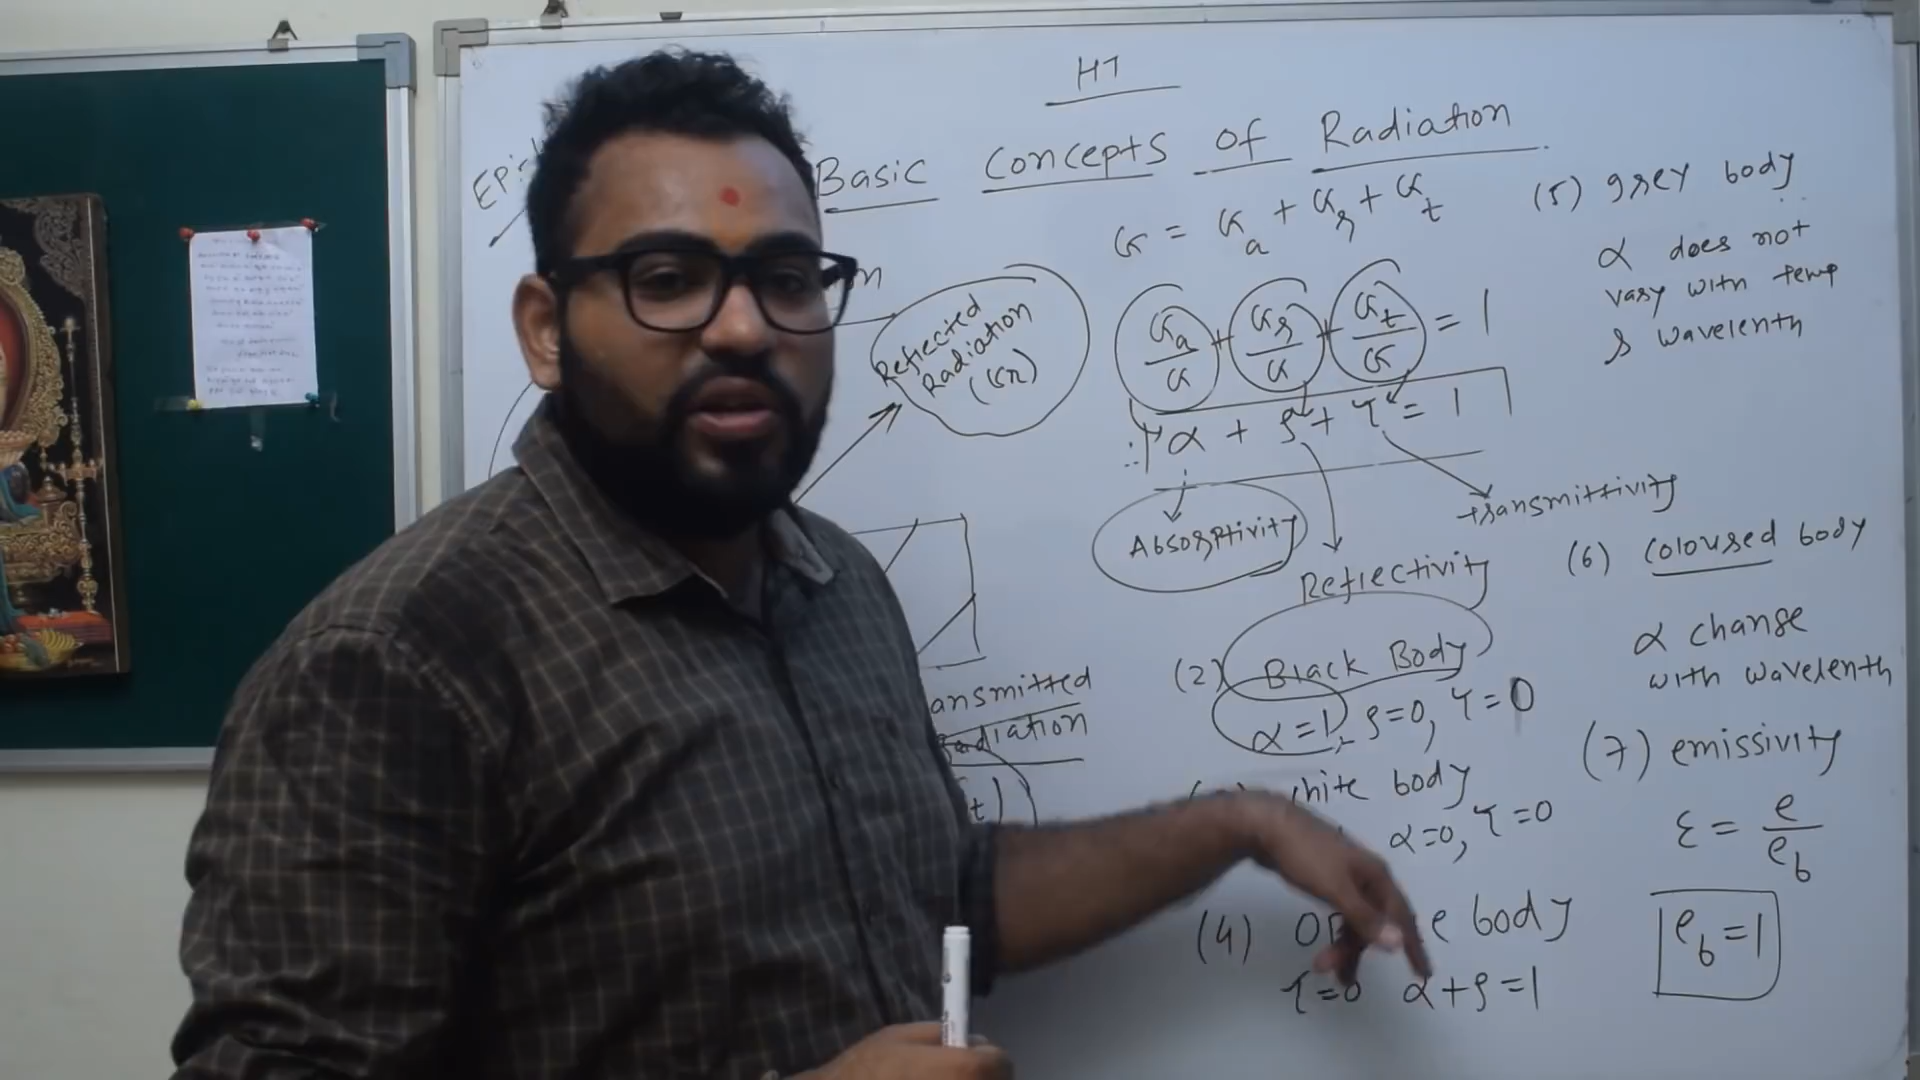 HT
Basic Concepts of Radiation
G = Ga + Gr + Gt
Ga/G + Gr/G + Gt/G = 1
∴ α + ρ + τ = 1
Absorptivity
Reflectivity
transmittivity
Reflected
Radiation
(Gr)
ansmitted
adiation
t)
(2) Black Body
α=1, ρ=0, τ=0
hite body
α=0, τ=0
(4) OP e body
τ=0 α+ρ=1
(5) grey body
α does not
vary with temp
& wavelenth
(6) coloured body
α change
with wavelenth
(7) emissivity
ε = e/eb
eb=1